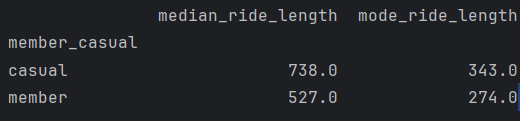 median_ride_length mode_ride_length
member_casual
casual 738.0 343.0
member 527.0 274.0